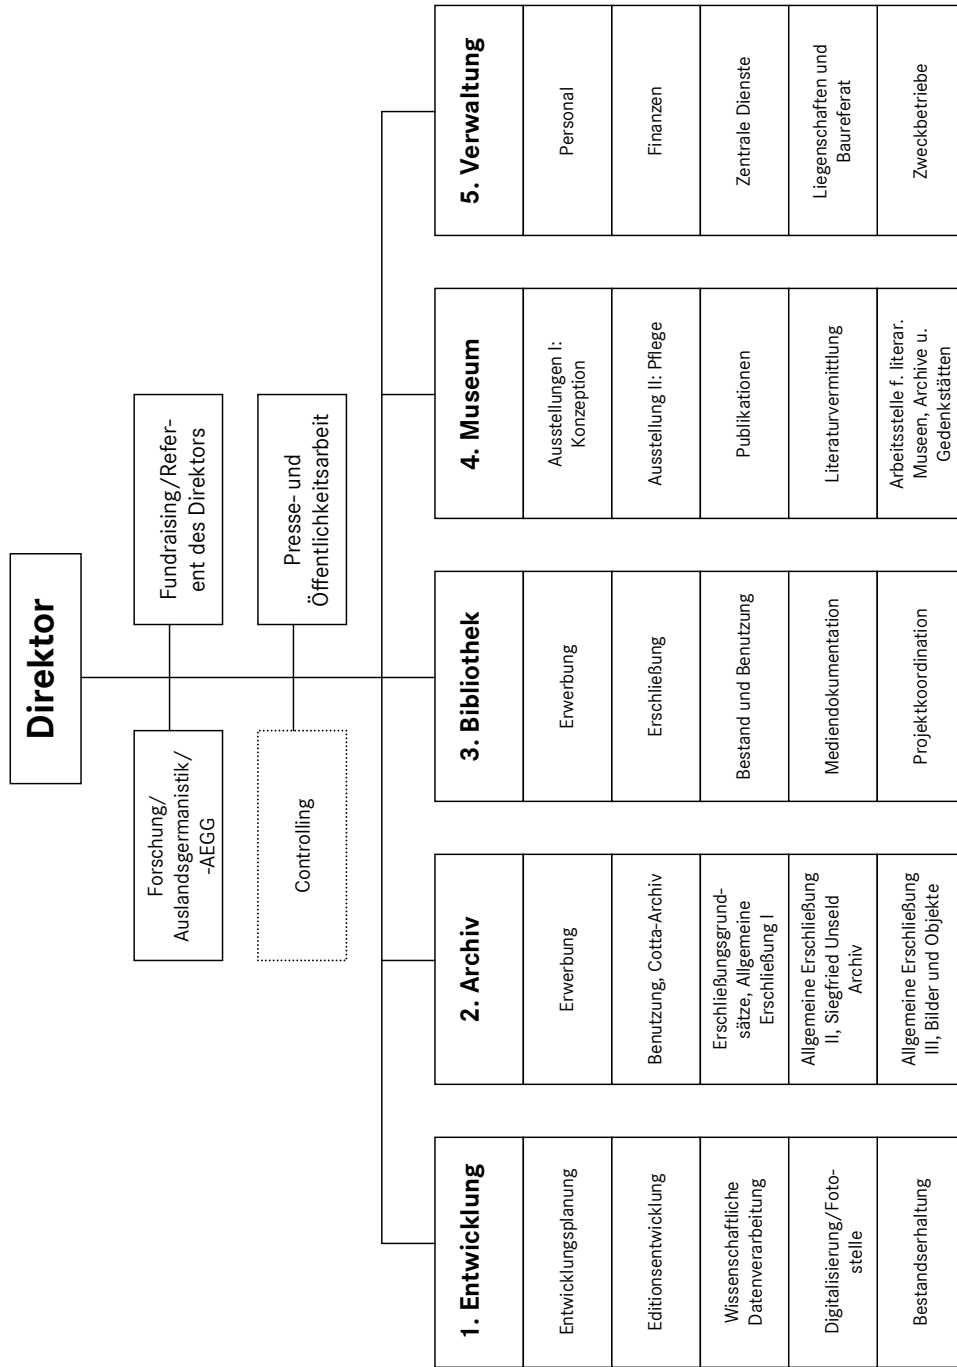 Direktor
Forschung/
Auslandsgermanistik/
-AEGG
Fundraising/Refer-
ent des Direktors
Controlling
Presse- und
Öffentlichkeitsarbeit
1. Entwicklung
Entwicklungsplanung
Editionsentwicklung
Wissenschaftliche
Datenverarbeitung
Digitalisierung/Foto-
stelle
Bestandserhaltung
2. Archiv
Erwerbung
Benutzung, Cotta-Archiv
Erschließungsgrund-
sätze, Allgemeine
Erschließung I
Allgemeine Erschließung
II, Siegfried Unseld
Archiv
Allgemeine Erschließung
III, Bilder und Objekte
3. Bibliothek
Erwerbung
Erschließung
Bestand und Benutzung
Mediendokumentation
Projektkoordination
4. Museum
Ausstellungen I:
Konzeption
Ausstellung II: Pflege
Publikationen
Literaturvermittlung
Arbeitsstelle f. literar.
Museen, Archive u.
Gedenkstätten
5. Verwaltung
Personal
Finanzen
Zentrale Dienste
Liegenschaften und
Baureferat
Zweckbetriebe